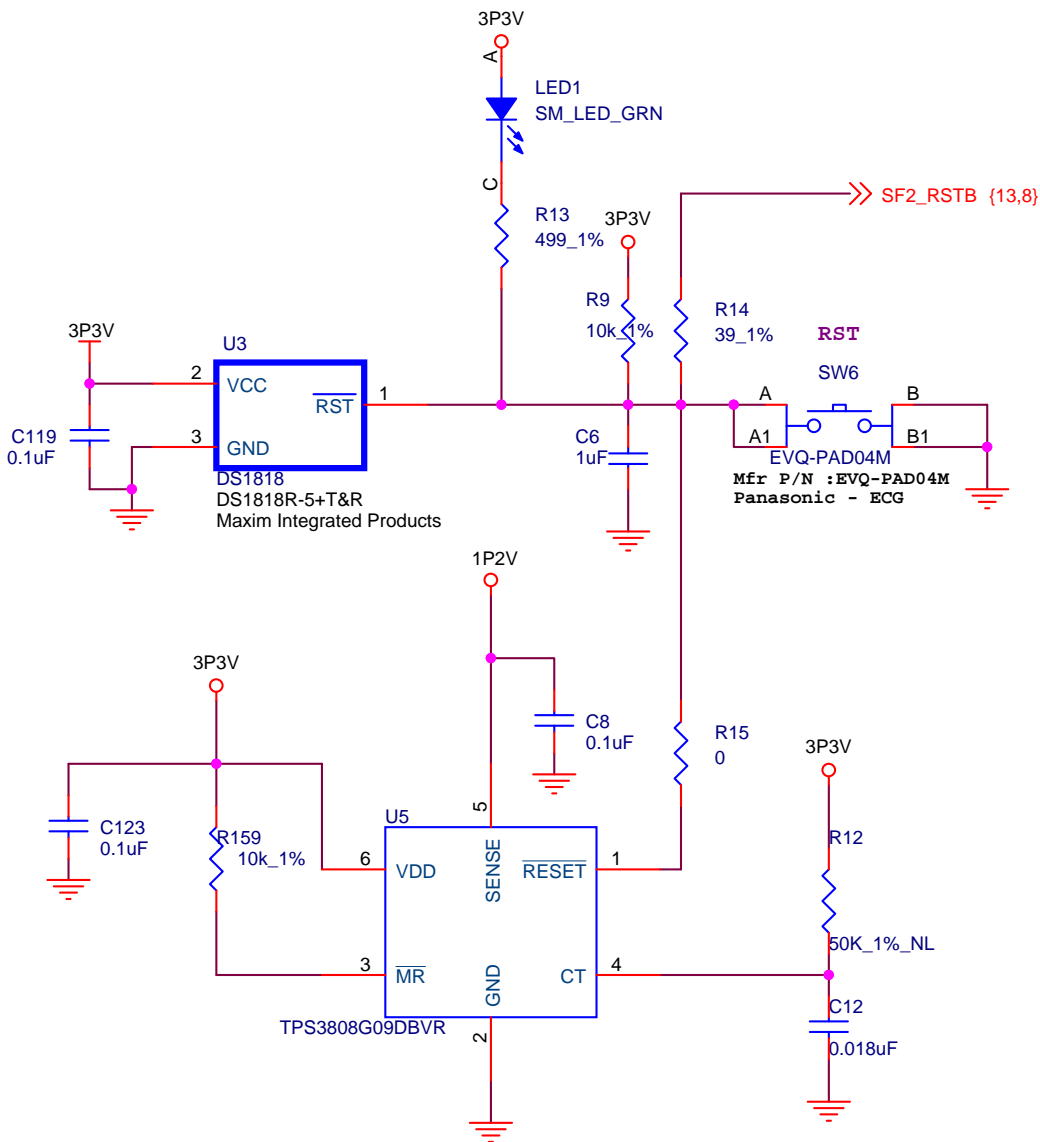 3P3V
A
LED1
SM_LED_GRN
C
SF2_RSTB {13,8}
R13
499_1%
3P3V
R9
10k_1%
R14
39_1%
RST
SW6
3P3V
U3
2
VCC
RST
1
A
B
C119
0.1uF
3
GND
C6
1uF
A1
B1
EVQ-PAD04M
Mfr P/N :EVQ-PAD04M
Panasonic - ECG
DS1818
DS1818R-5+T&R
Maxim Integrated Products
1P2V
3P3V
C8
0.1uF
R15
0
3P3V
5
U5
C123
0.1uF
R159
10k_1%
6
VDD
SENSE
RESET
1
R12
50K_1%_NL
3
MR
GND
CT
4
C12
0.018uF
TPS3808G09DBVR
2